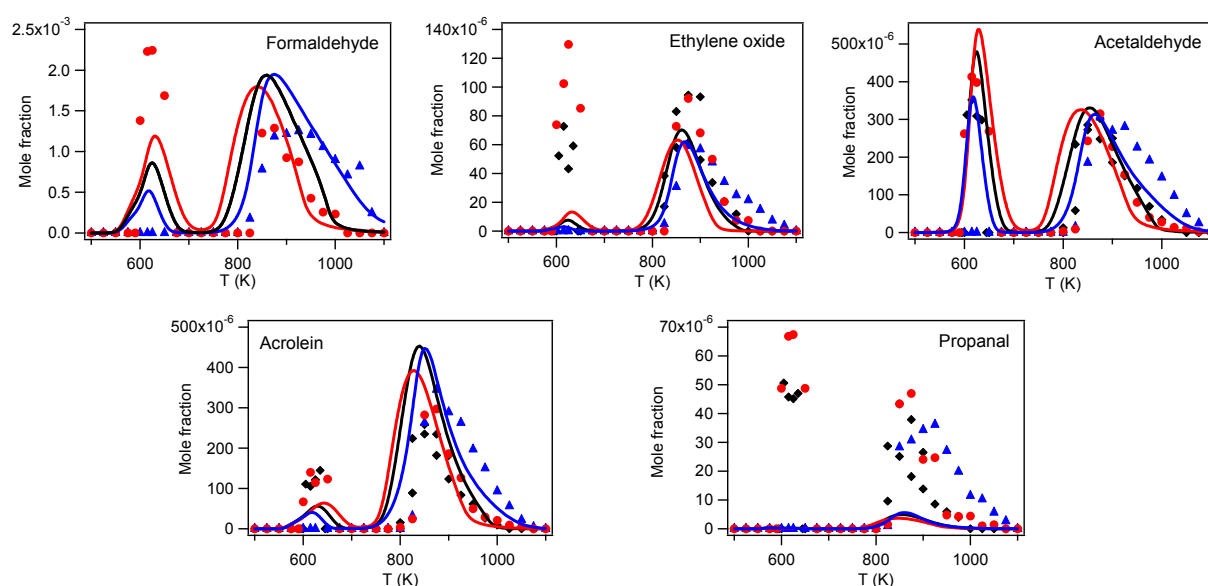 Formaldehyde
2.5x10-3
2.0
1.5
1.0
0.5
0.0
Mole fraction
600 800 1000
T (K)
Ethylene oxide
140x10-6
120
100
80
60
40
20
0
Mole fraction
600 800 1000
T (K)
Acetaldehyde
500x10-6
400
300
200
100
0
Mole fraction
600 800 1000
T (K)
Acrolein
500x10-6
400
300
200
100
0
Mole fraction
600 800 1000
T (K)
Propanal
70x10-6
60
50
40
30
20
10
0
Mole fraction
600 800 1000
T (K)